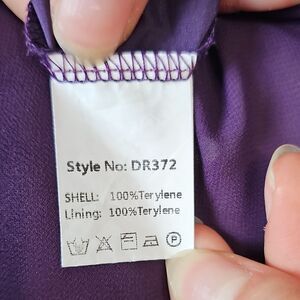 Style No: DR372
SHELL: 100%Terylene
Lining: 100%Terylene
P